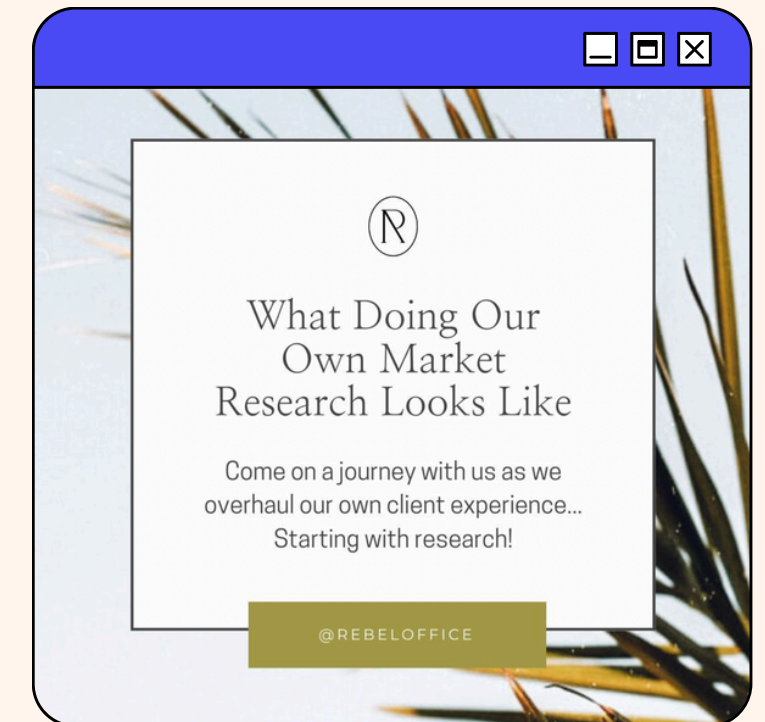 R
What Doing Our
Own Market
Research Looks Like
Come on a journey with us as we
overhaul our own client experience...
Starting with research!
@REBELOFFICE